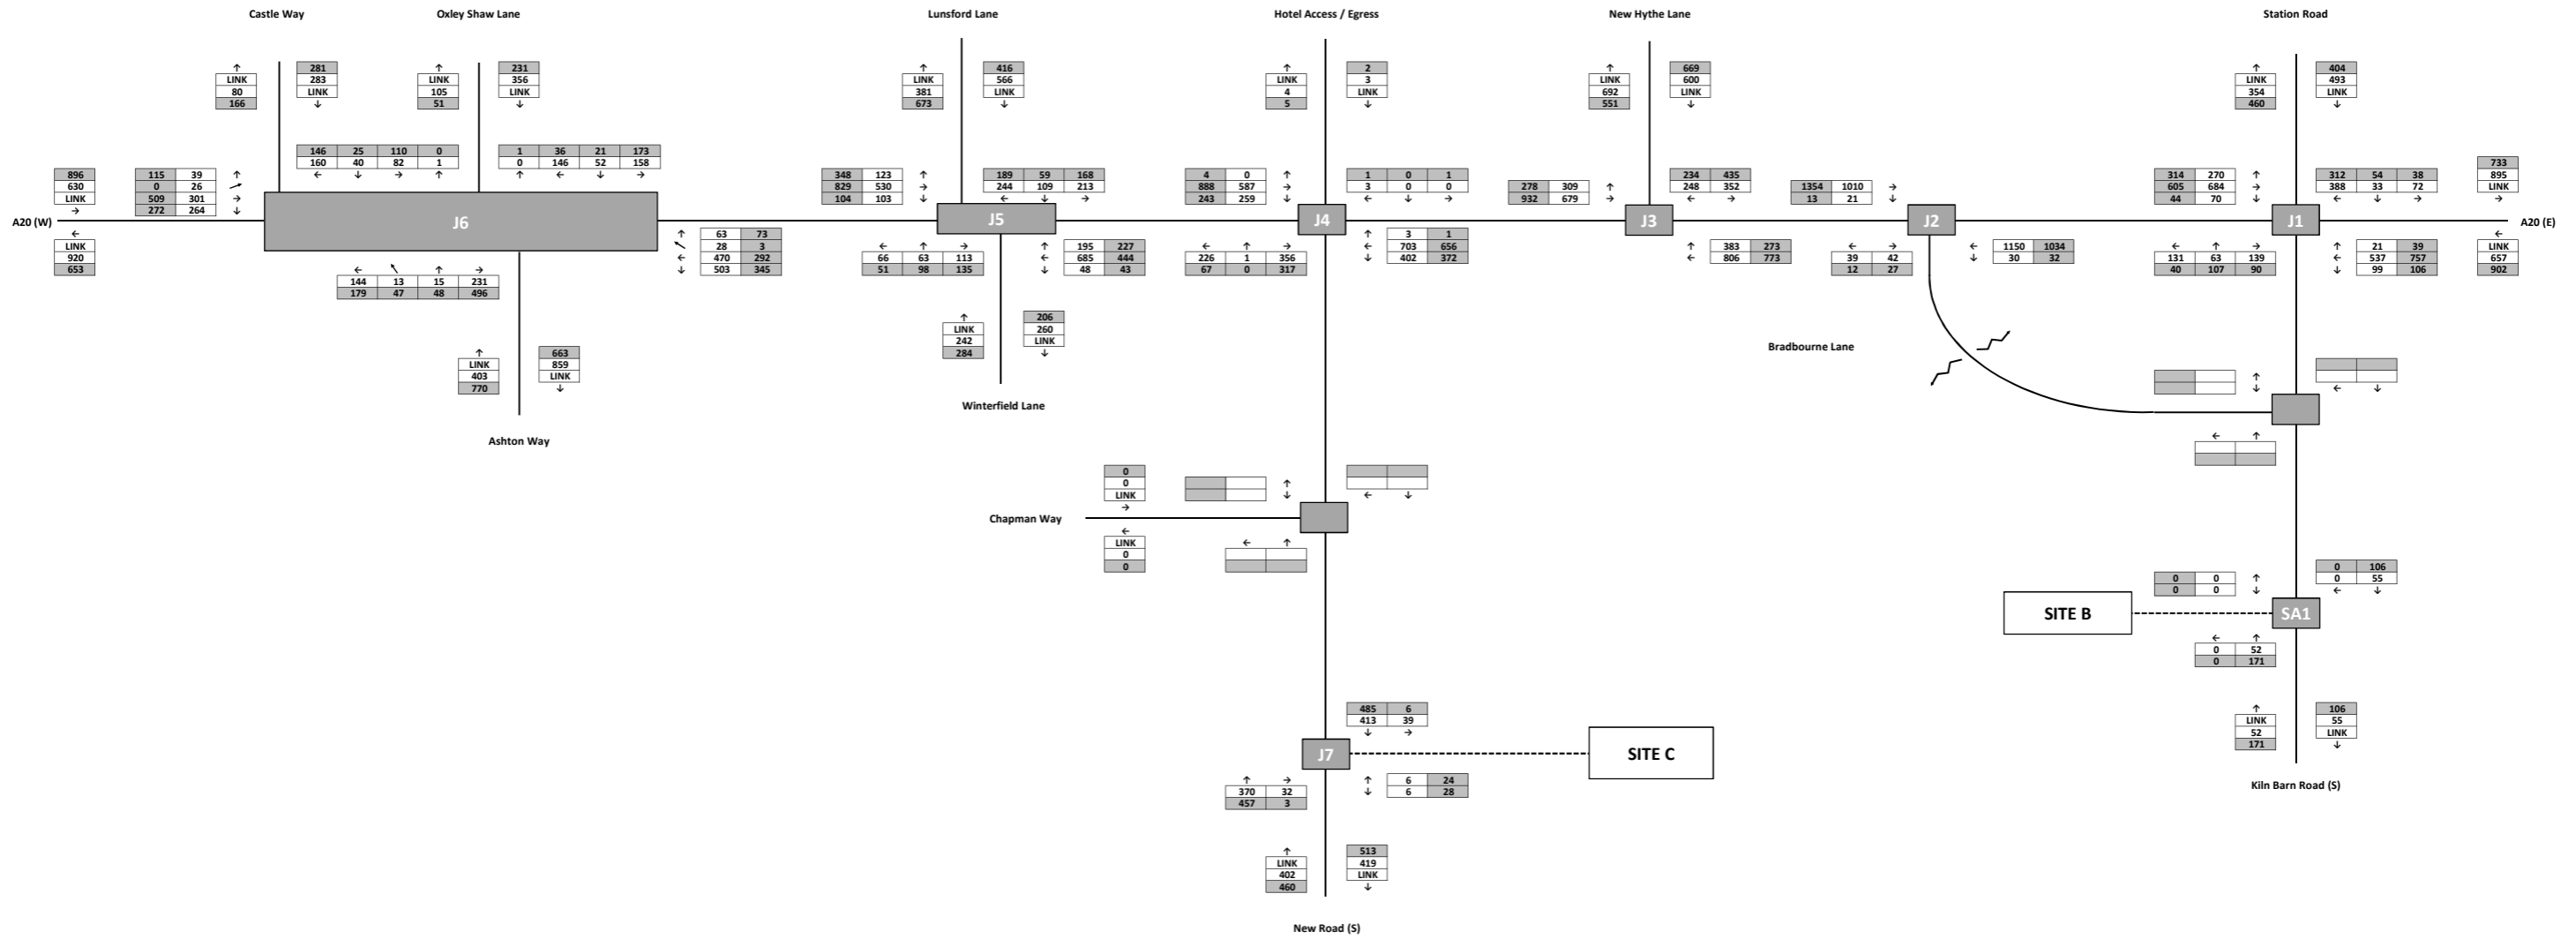 Castle Way
Oxley Shaw Lane
Lunsford Lane
Hotel Access / Egress
New Hythe Lane
Station Road
↑ 281
LINK 283
80 LINK
166 ↓
↑ 231
LINK 356
105 LINK
51 ↓
↑ 416
LINK 566
381 LINK
673 ↓
↑ 2
LINK 3
4 LINK
5 ↓
↑ 669
LINK 600
692 LINK
551 ↓
↑ 404
LINK 493
354 LINK
460 ↓
A20 (W)
896
630
LINK
→
←
LINK
920
653
115 39 ↑
0 26
509 301 →
272 264 ↓
146 25 110 0
160 40 82 1
← ↓ → ↑
1 36 21 173
0 146 52 158
↑ ← ↓ →
J6
↑ 63 73
28 3
← 470 292
↓ 503 345
← ↖ ↑ →
144 13 15 231
179 47 48 496
↑ 663
LINK 859
403 LINK
770 ↓
Ashton Way
348 123 ↑
829 530 →
104 103 ↓
189 59 168
244 109 213
← ↓ →
J5
← ↑ →
66 63 113
51 98 135
↑ 195 227
← 685 444
↓ 48 43
↑ 206
LINK 260
242 LINK
284 ↓
Winterfield Lane
4 0 ↑
888 587 →
243 259 ↓
1 0 1
3 0 0
← ↓ →
J4
← ↑ →
226 1 356
67 0 317
↑ 3 1
← 703 656
↓ 402 372
278 309 ↑
932 679 →
234 435
248 352
← →
J3
↑ 383 273
← 806 773
1354 1010 →
13 21 ↓
J2
← →
39 42
12 27
← 1150 1034
↓ 30 32
314 270 ↑
605 684 →
44 70 ↓
312 54 38
388 33 72
← ↓ →
J1
← ↑ →
131 63 139
40 107 90
↑ 21 39
← 537 757
↓ 99 106
733
895
LINK
→
A20 (E)
←
LINK
657
902
Bradbourne Lane
↑
↓
← ↓
← ↑
0
0
LINK
→
Chapman Way
←
LINK
0
0
↑
↓
← ↓
← ↑
0 0 ↑
0 0 ↓
0 106
0 55
← ↓
SITE B
SA1
← ↑
0 52
0 171
↑ 106
LINK 55
52 LINK
171 ↓
Kiln Barn Road (S)
485 6
413 39
↓ →
J7
SITE C
↑ →
370 32
457 3
↑ 6 24
↓ 6 28
↑ 513
LINK 419
402 LINK
460 ↓
New Road (S)